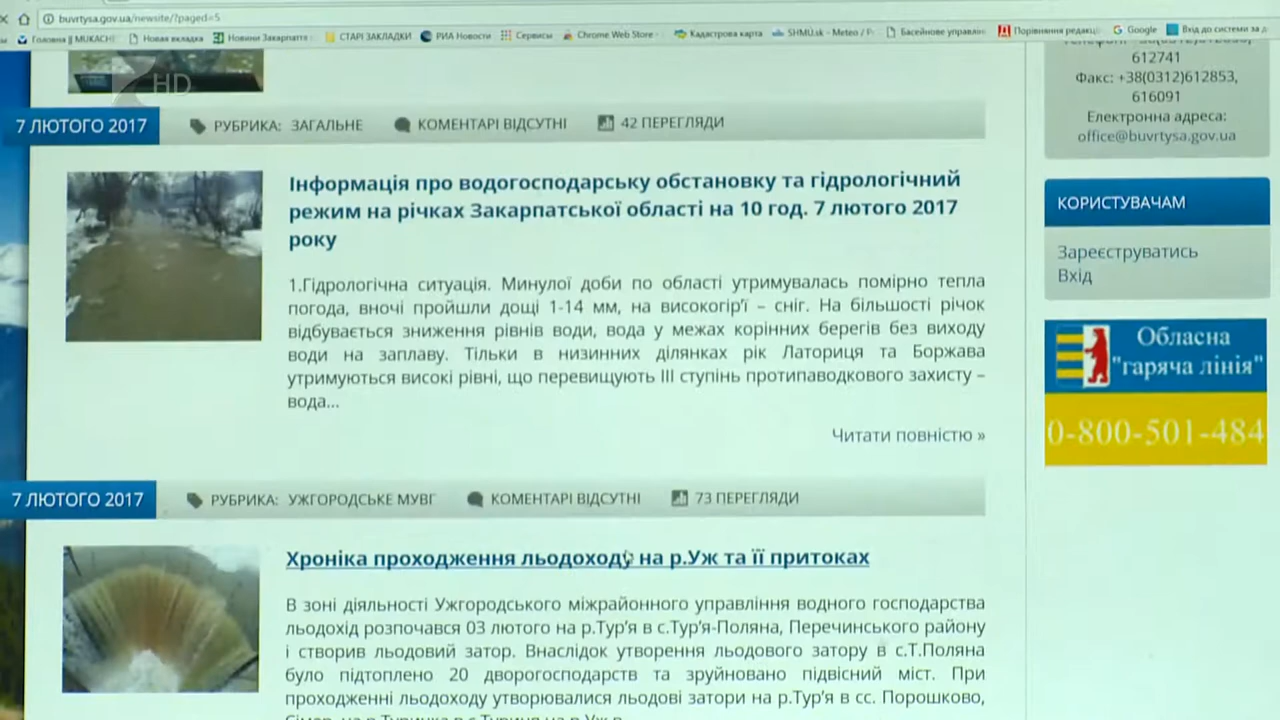 buvrtysa.gov.ua/newsite/?paged=5
Головна || MUKACH
Новая вкладка
Новини Закарпаття
СТАРІ ЗАКЛАДКИ
РИА Новости
Сервисы
Chrome Web Store -
Кадастрова карта
SHMU.sk - Meteo / P
Басейнове управлін
Порівняння редакці
Google
Вхід до системи за д
HD
612741
Факс: +38(0312)612853,
616091
Електронна адреса:
office@buvrtysa.gov.ua
7 ЛЮТОГО 2017
РУБРИКА: ЗАГАЛЬНЕ
КОМЕНТАРІ ВІДСУТНІ
42 ПЕРЕГЛЯДИ
Інформація про водогосподарську обстановку та гідрологічний
режим на річках Закарпатської області на 10 год. 7 лютого 2017
року
1.Гідрологічна ситуація. Минулої доби по області утримувалась помірно тепла
погода, вночі пройшли дощі 1-14 мм, на високогір'ї – сніг. На більшості річок
відбувається зниження рівнів води, вода у межах корінних берегів без виходу
води на заплаву. Тільки в низинних ділянках рік Латориця та Боржава
утримуються високі рівні, що перевищують ІІІ ступінь протипаводкового захисту –
вода...
Читати повністю »
КОРИСТУВАЧАМ
Зареєструватись
Вхід
Обласна
"гаряча лінія"
0-800-501-484
7 ЛЮТОГО 2017
РУБРИКА: УЖГОРОДСЬКЕ МУВГ
КОМЕНТАРІ ВІДСУТНІ
73 ПЕРЕГЛЯДИ
Хроніка проходження льодоходу на р.Уж та її притоках
В зоні діяльності Ужгородського міжрайонного управління водного господарства
льодохід розпочався 03 лютого на р.Тур'я в с.Тур'я-Поляна, Перечинського району
і створив льодовий затор. Внаслідок утворення льодового затору в с.Т.Поляна
було підтоплено 20 дворогосподарств та зруйновано підвісний міст. При
проходженні льодоходу утворювалися льодові затори на р.Тур'я в сс. Порошково,